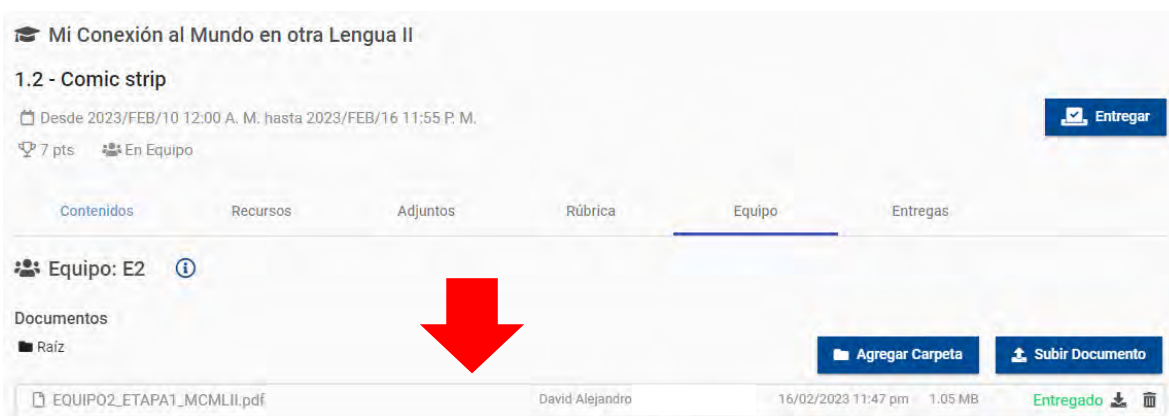 Mi Conexión al Mundo en otra Lengua II
1.2 - Comic strip
Desde 2023/FEB/10 12:00 A. M. hasta 2023/FEB/16 11:55 P. M.
Entregar
7 pts En Equipo
Contenidos Recursos Adjuntos Rúbrica Equipo Entregas
Equipo: E2
Documentos
Raíz
Agregar Carpeta Subir Documento
EQUIPO2_ETAPA1_MCMLII.pdf David Alejandro 16/02/2023 11:47 pm 1.05 MB Entregado